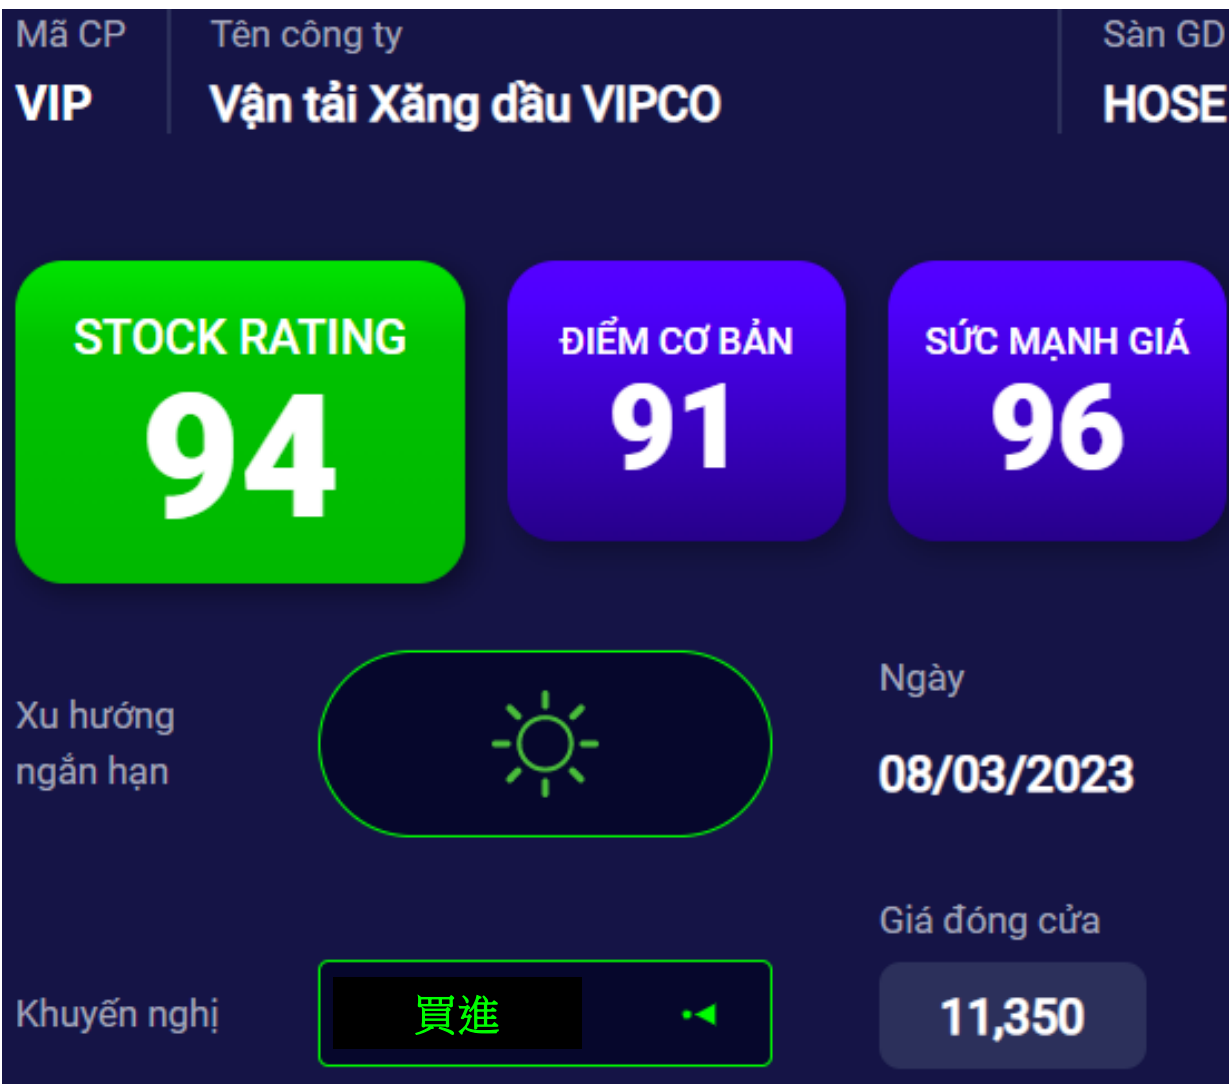 Mã CP
Tên công ty
Sàn GD
VIP
Vận tải Xăng dầu VIPCO
HOSE
STOCK RATING
94
ĐIỂM CƠ BẢN
91
SỨC MẠNH GIÁ
96
Xu hướng
ngắn hạn
Ngày
08/03/2023
Khuyến nghị
買進
Giá đóng cửa
11,350